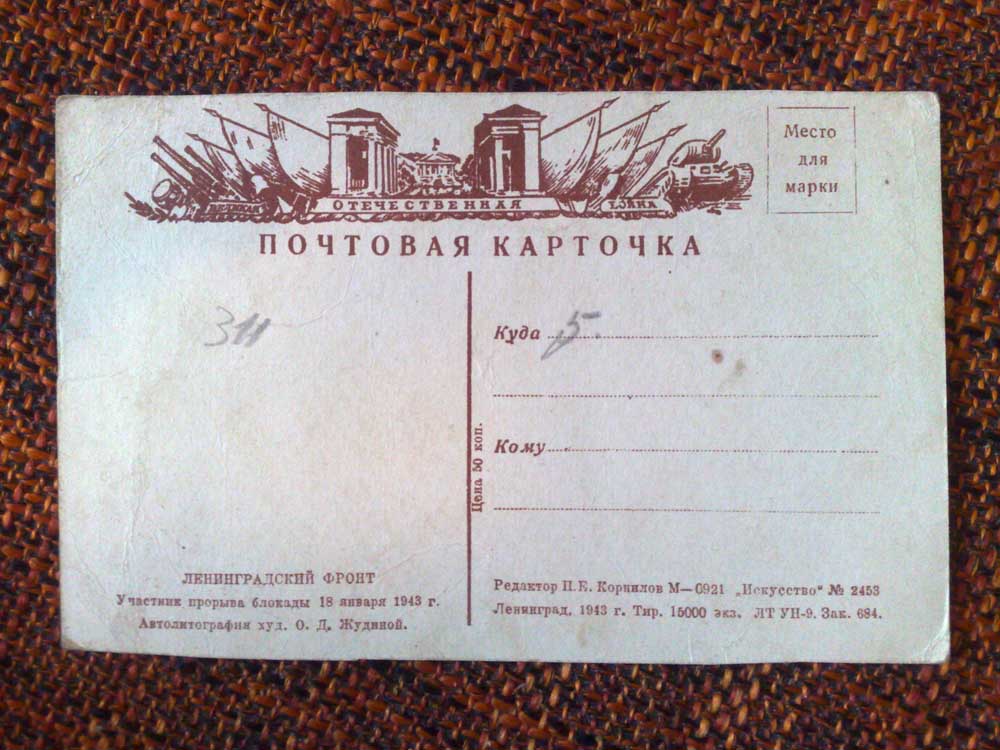 Место
для
марки
ОТЕЧЕСТВЕННАЯ ВОЙНА
ПОЧТОВАЯ КАРТОЧКА
Куда 5.
Кому
Цена 50 коп.
ЛЕНИНГРАДСКИЙ ФРОНТ
Участник прорыва блокады 18 января 1943 г.
Автолитография худ. О. Д. Жудиной.
Редактор П. Е. Корнилов М—0921 „Искусство" № 2453
Ленинград, 1943 г. Тир. 15000 экз. ЛТ УН-9. Зак. 684.